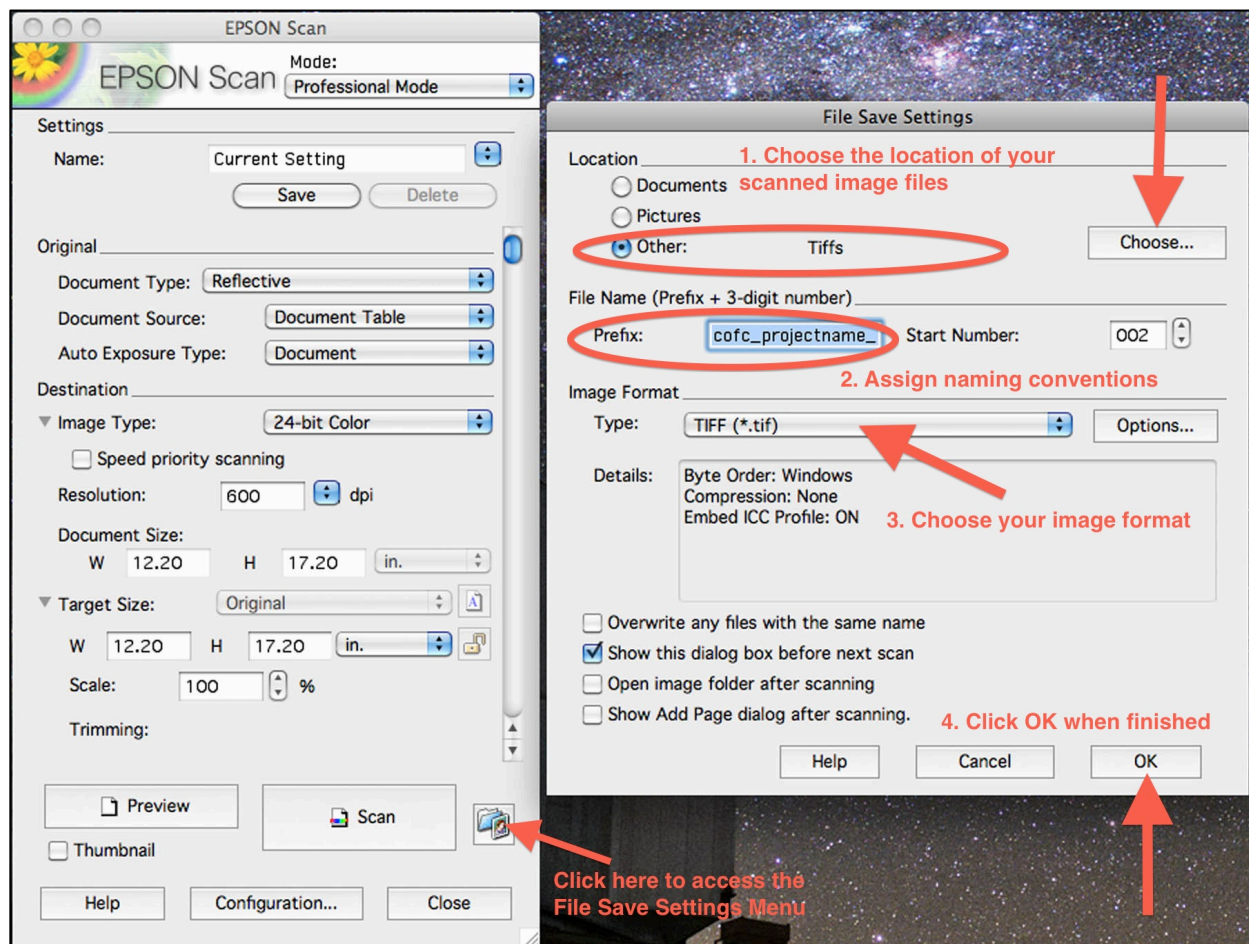 EPSON Scan
EPSON Scan
Mode:
Professional Mode
Settings
Name: Current Setting
Save Delete
Original
Document Type: Reflective
Document Source: Document Table
Auto Exposure Type: Document
Destination
Image Type: 24-bit Color
Speed priority scanning
Resolution: 600 dpi
Document Size:
W 12.20 H 17.20 in.
Target Size: Original A
W 12.20 H 17.20 in.
Scale: 100 %
Trimming:
Preview
Scan
Thumbnail
Help Configuration... Close
Click here to access the
File Save Settings Menu
File Save Settings
Location
1. Choose the location of your
scanned image files
Documents
Pictures
Other: Tiffs
Choose...
File Name (Prefix + 3-digit number)
Prefix: cofc_projectname_ Start Number: 002
2. Assign naming conventions
Image Format
Type: TIFF (*.tif) Options...
Details: Byte Order: Windows
Compression: None
Embed ICC Profile: ON
3. Choose your image format
Overwrite any files with the same name
Show this dialog box before next scan
Open image folder after scanning
Show Add Page dialog after scanning.
4. Click OK when finished
Help Cancel OK